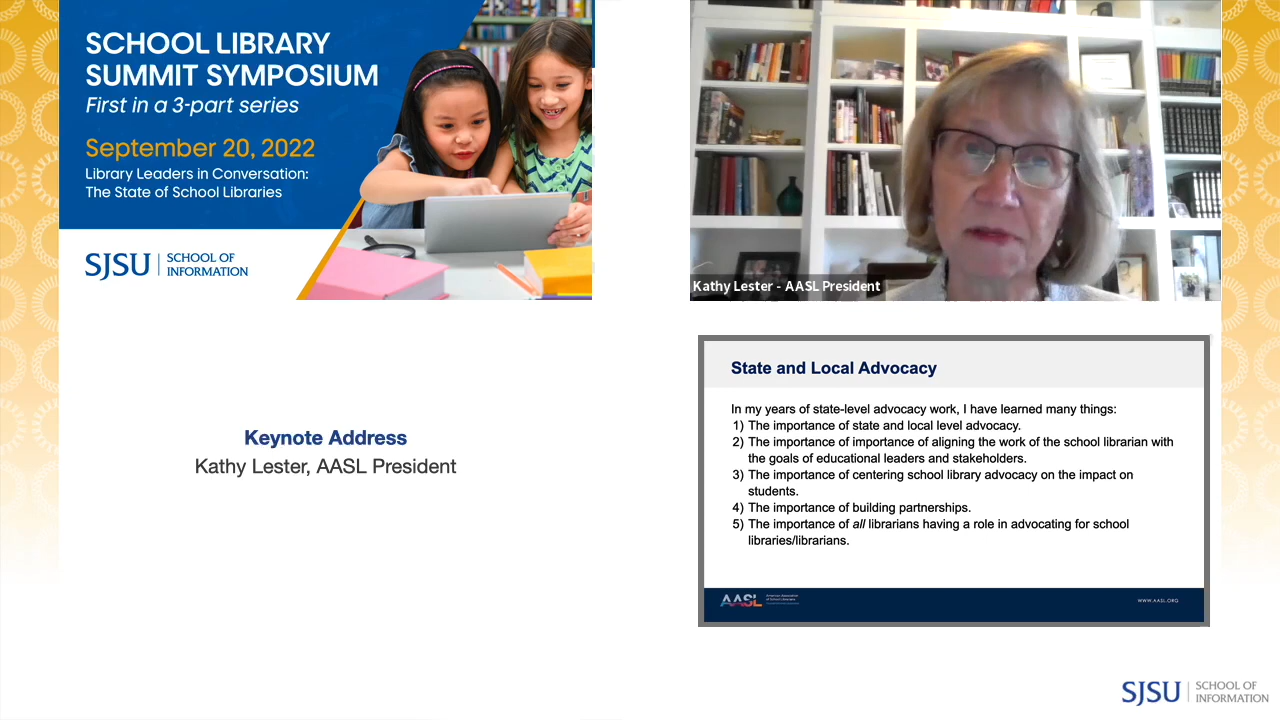 SCHOOL LIBRARY
SUMMIT SYMPOSIUM
First in a 3-part series
September 20, 2022
Library Leaders in Conversation:
The State of School Libraries
SJSU | SCHOOL OF
INFORMATION
Kathy Lester - AASL President
Keynote Address
Kathy Lester, AASL President
State and Local Advocacy
In my years of state-level advocacy work, I have learned many things:
1) The importance of state and local level advocacy.
2) The importance of importance of aligning the work of the school librarian with
the goals of educational leaders and stakeholders.
3) The importance of centering school library advocacy on the impact on
students.
4) The importance of building partnerships.
5) The importance of all librarians having a role in advocating for school
libraries/librarians.
AASL
American Association
of School Librarians
WWW.AASL.ORG
SJSU | SCHOOL OF
INFORMATION